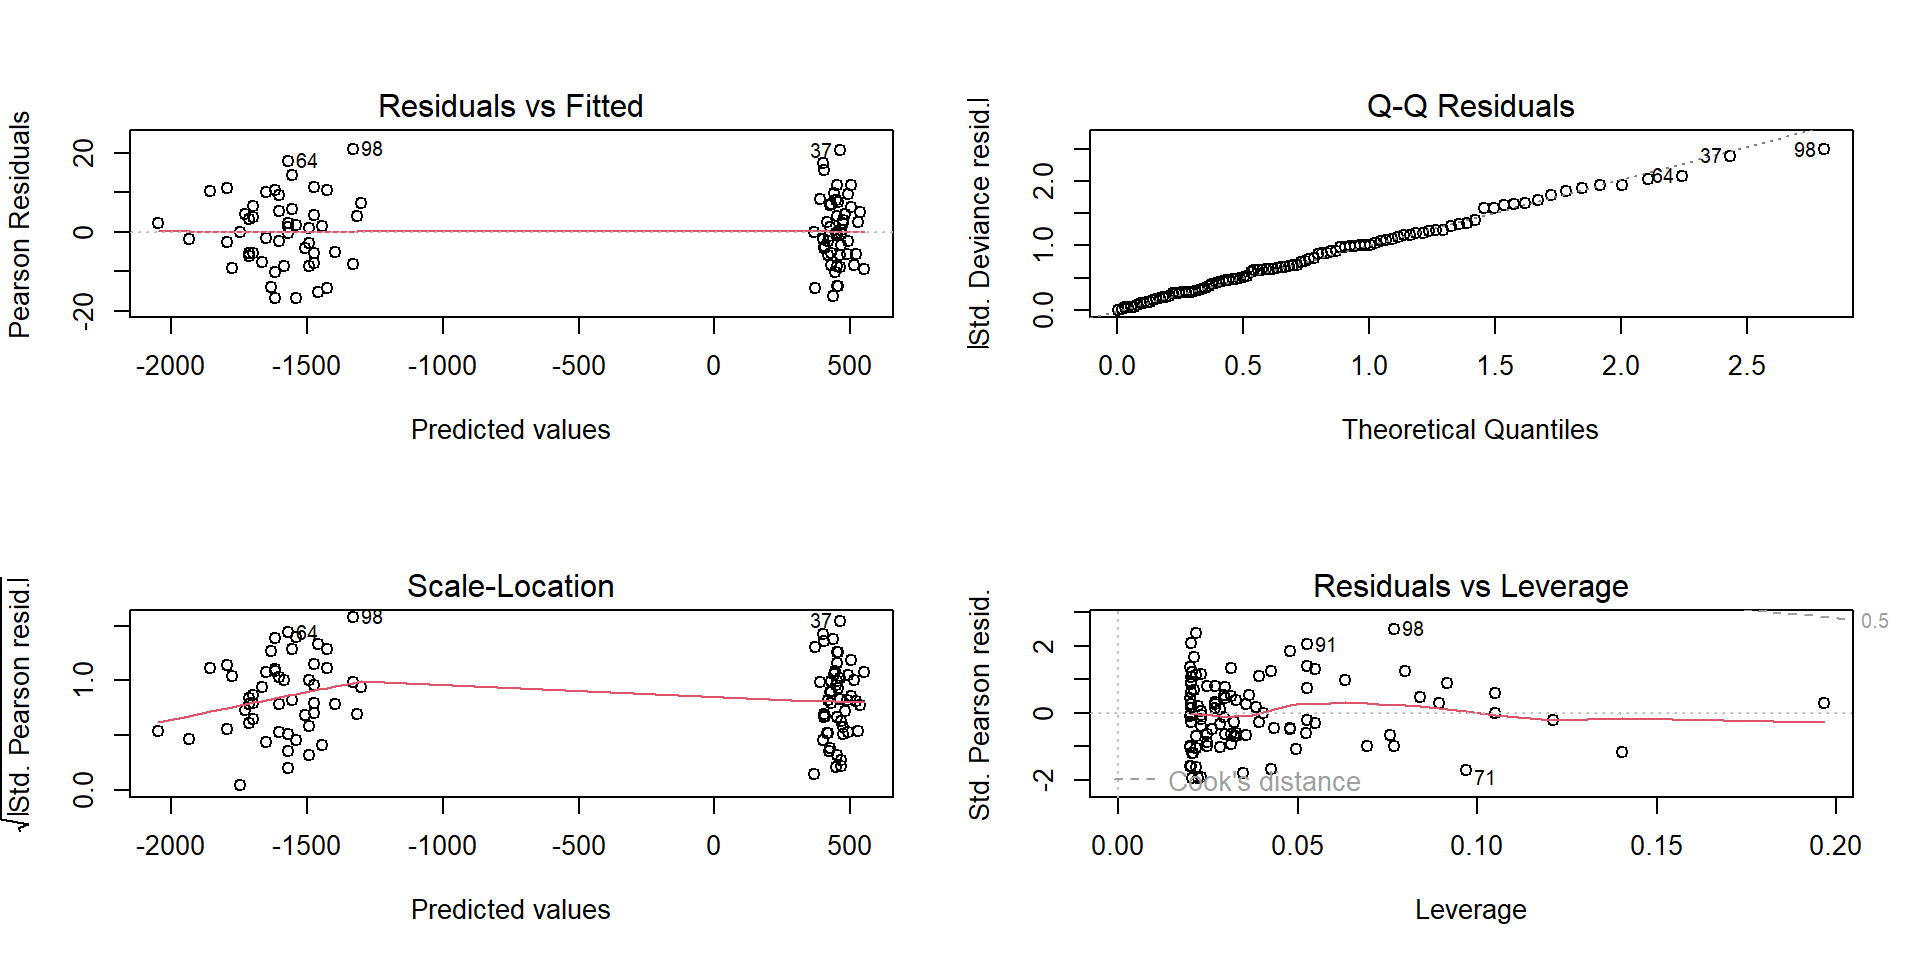 Residuals vs Fitted
Pearson Residuals
20
0
-20
64
98
37
-2000 -1500 -1000 -500 0 500
Predicted values
Q-Q Residuals
|Std. Deviance resid.|
2.0
1.0
0.0
37
64
98
0.0 0.5 1.0 1.5 2.0 2.5
Theoretical Quantiles
Scale-Location
√|Std. Pearson resid.|
1.0
0.0
64
98
37
-2000 -1500 -1000 -500 0 500
Predicted values
Residuals vs Leverage
Std. Pearson resid.
2
0
-2
91
98
71
0.5
Cook's distance
0.00 0.05 0.10 0.15 0.20
Leverage